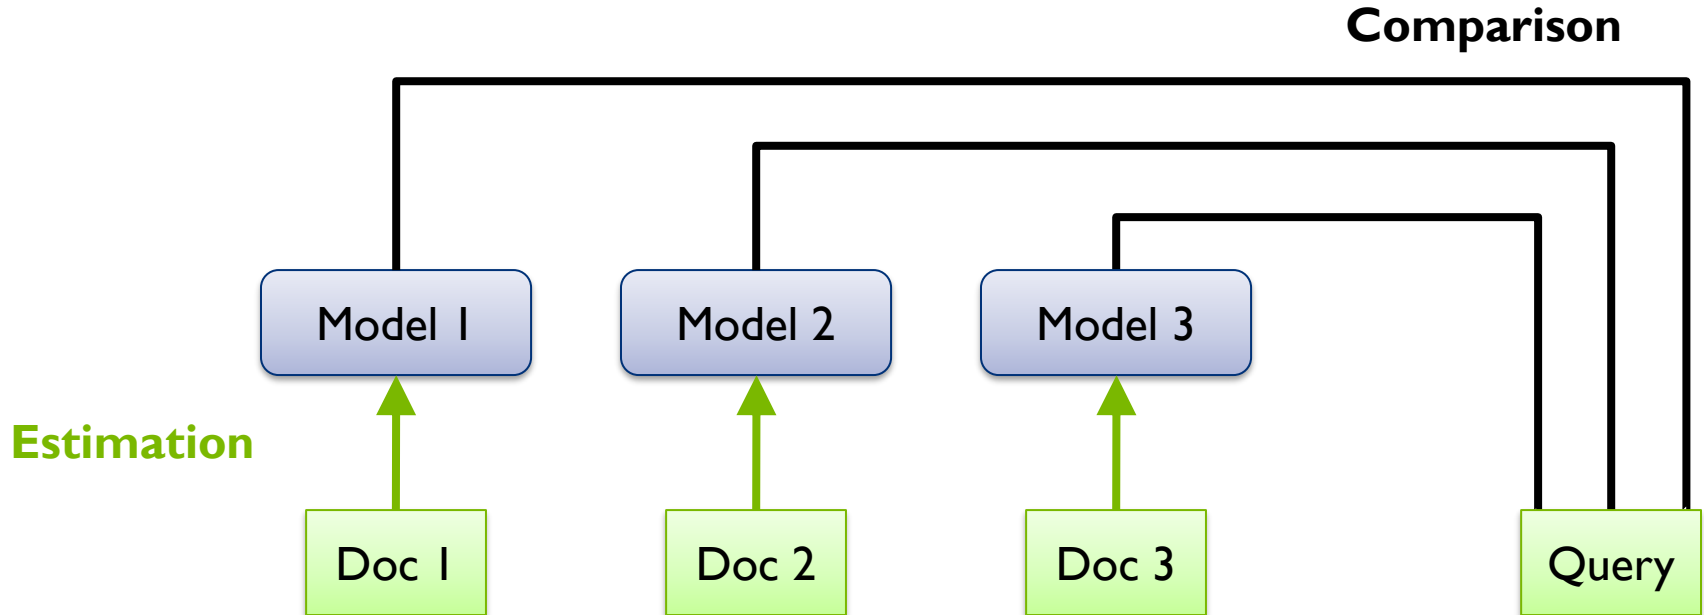 Comparison
Model 1
Model 2
Model 3
Estimation
Doc 1
Doc 2
Doc 3
Query